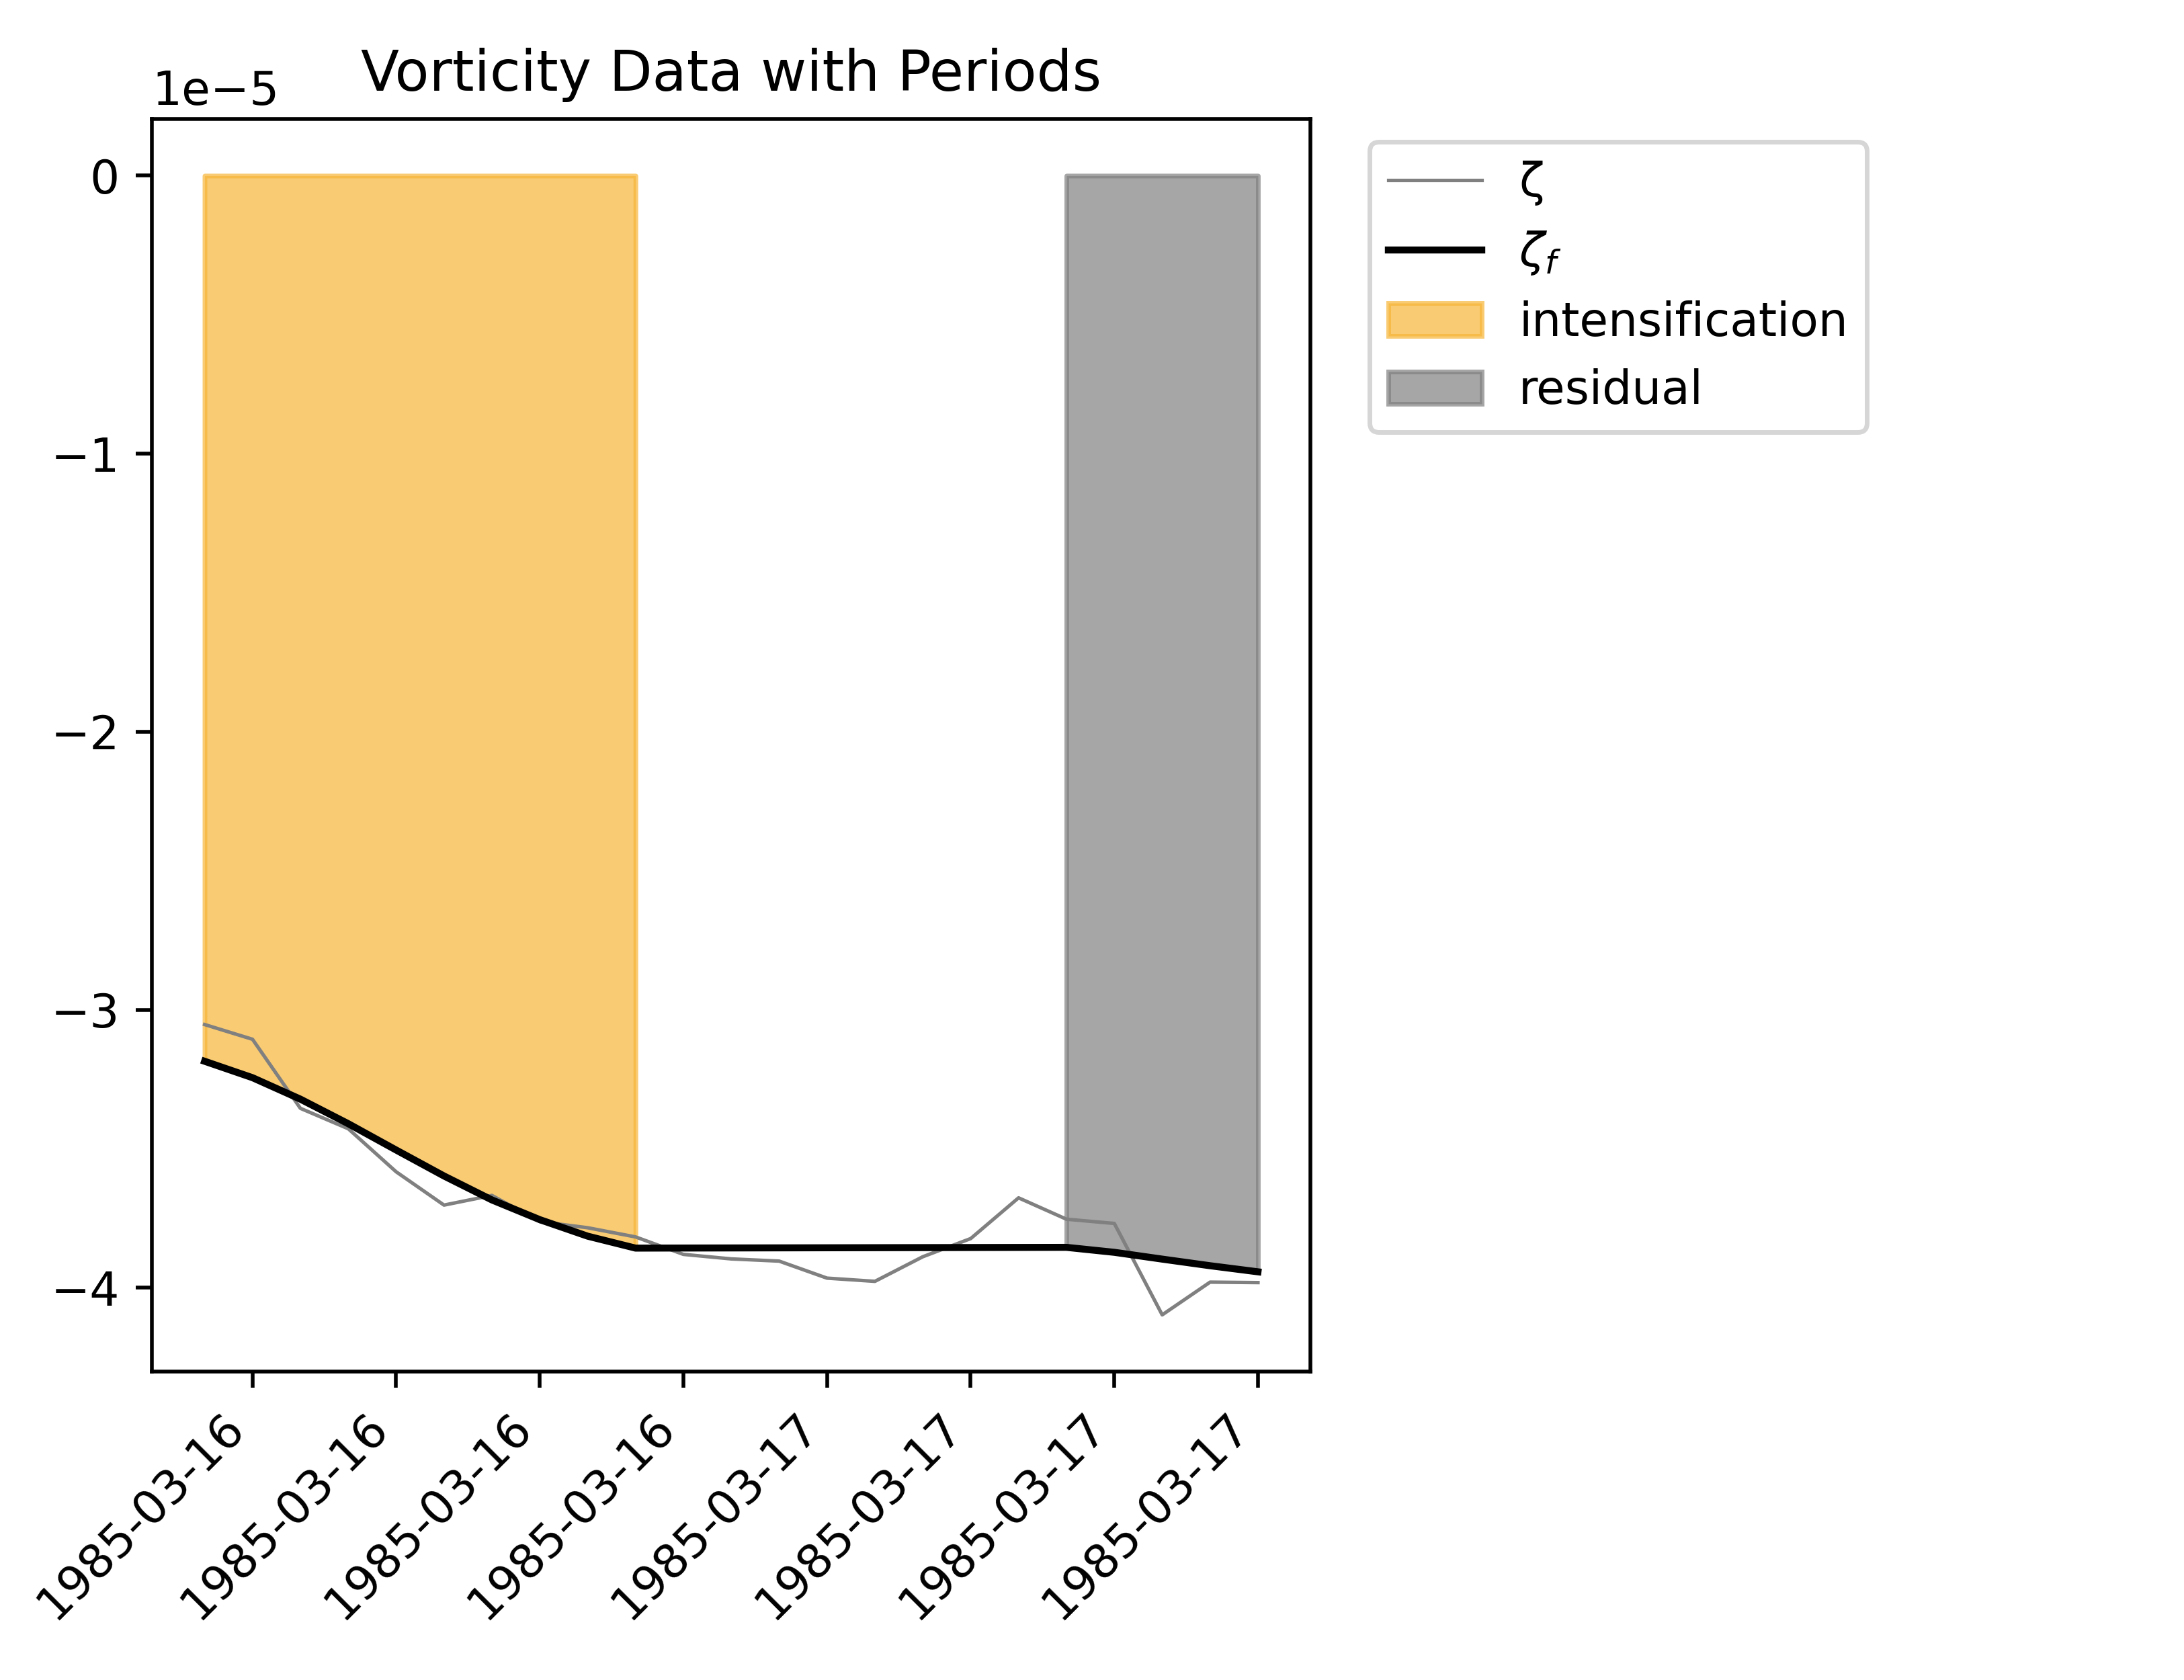 Vorticity Data with Periods
1e−5
0
−1
−2
−3
−4
1985-03-16
1985-03-16
1985-03-16
1985-03-16
1985-03-17
1985-03-17
1985-03-17
1985-03-17
ζ
ζf
intensification
residual